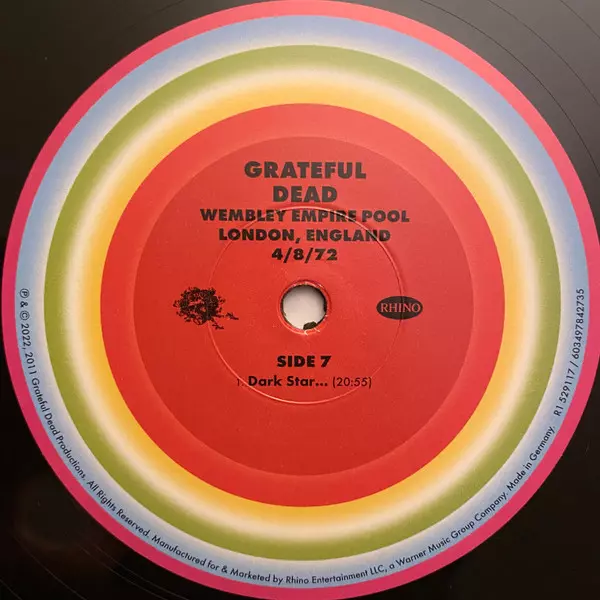 GRATEFUL
DEAD
WEMBLEY EMPIRE POOL
LONDON, ENGLAND
4/8/72
RHINO
SIDE 7
1. Dark Star... (20:55)
℗ & © 2022, 2011 Grateful Dead Productions. All Rights Reserved. Manufactured for & Marketed by Rhino Entertainment LLC, a Warner Music Group Company. Made in Germany. R1 529117 / 603497842735